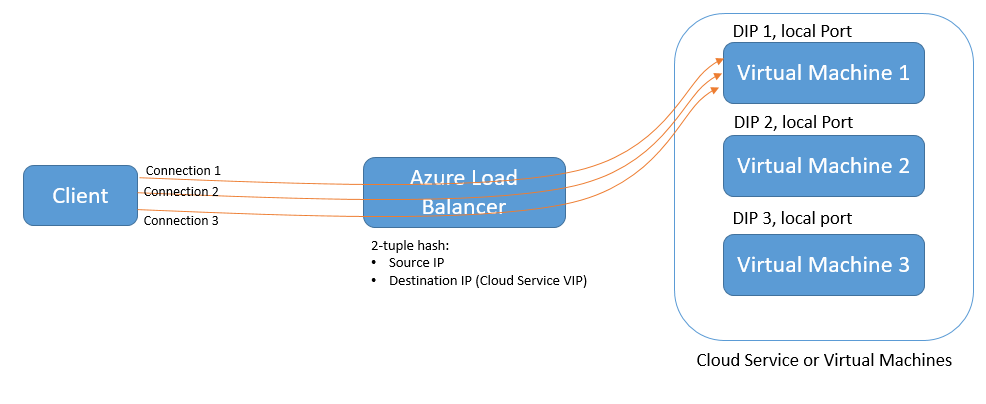 DIP 1, local Port
Virtual Machine 1
DIP 2, local Port
Virtual Machine 2
Connection 1
Client
Connection 2
Connection 3
Azure Load
Balancer
DIP 3, local port
Virtual Machine 3
2-tuple hash:
• Source IP
• Destination IP (Cloud Service VIP)
Cloud Service or Virtual Machines